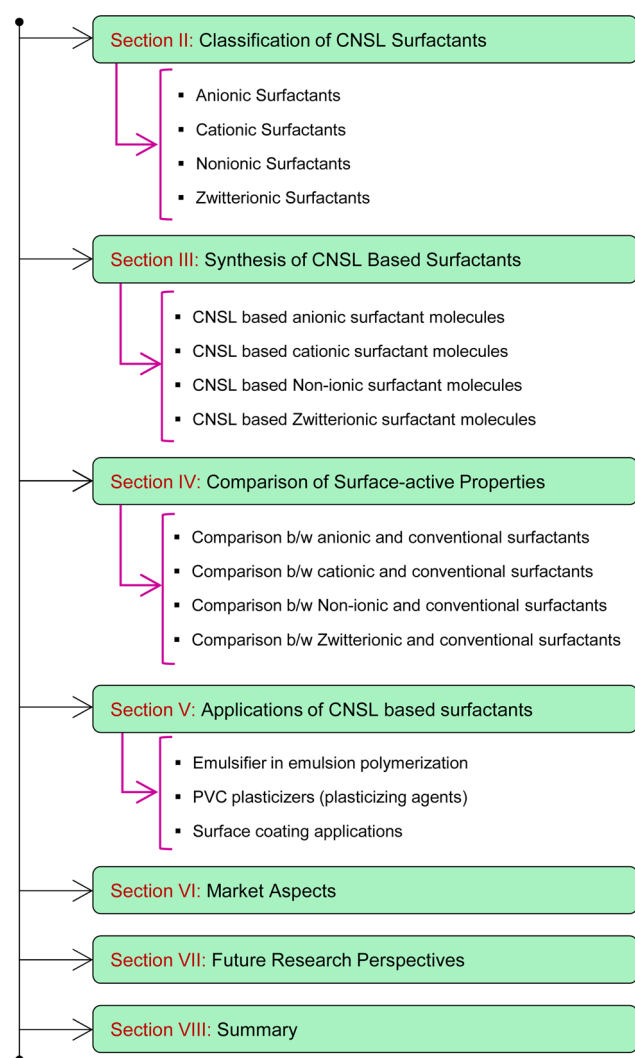 Section II: Classification of CNSL Surfactants
▪ Anionic Surfactants
▪ Cationic Surfactants
▪ Nonionic Surfactants
▪ Zwitterionic Surfactants
Section III: Synthesis of CNSL Based Surfactants
▪ CNSL based anionic surfactant molecules
▪ CNSL based cationic surfactant molecules
▪ CNSL based Non-ionic surfactant molecules
▪ CNSL based Zwitterionic surfactant molecules
Section IV: Comparison of Surface-active Properties
▪ Comparison b/w anionic and conventional surfactants
▪ Comparison b/w cationic and conventional surfactants
▪ Comparison b/w Non-ionic and conventional surfactants
▪ Comparison b/w Zwitterionic and conventional surfactants
Section V: Applications of CNSL based surfactants
▪ Emulsifier in emulsion polymerization
▪ PVC plasticizers (plasticizing agents)
▪ Surface coating applications
Section VI: Market Aspects
Section VII: Future Research Perspectives
Section VIII: Summary